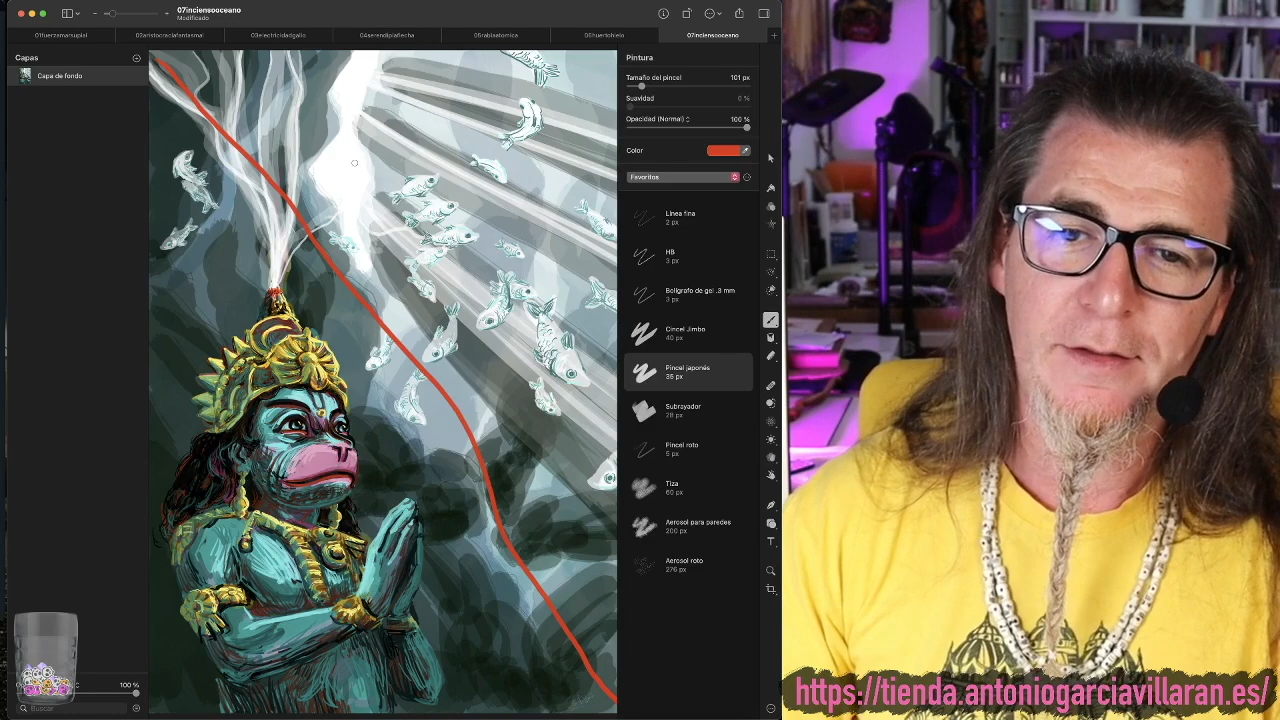 07inciensooceano
Modificado
01fuerzamarsupial
02aristocraciafantasmal
03electricidadgallo
04serendipiaflecha
05rabiaatomica
06huertohielo
07inciensooceano
Capas
Capa de fondo
100 %
Buscar
Pintura
Tamaño del pincel 101 px
Suavidad 0 %
Opacidad (Normal) 100 %
Color
Favoritos
Línea fina
2 px
HB
3 px
Bolígrafo de gel .3 mm
3 px
Cincel Jimbo
40 px
Pincel japonés
35 px
Subrayador
28 px
Pincel roto
5 px
Tiza
60 px
Aerosol para paredes
200 px
Aerosol roto
276 px
https://tienda.antoniogarciavillaran.es/